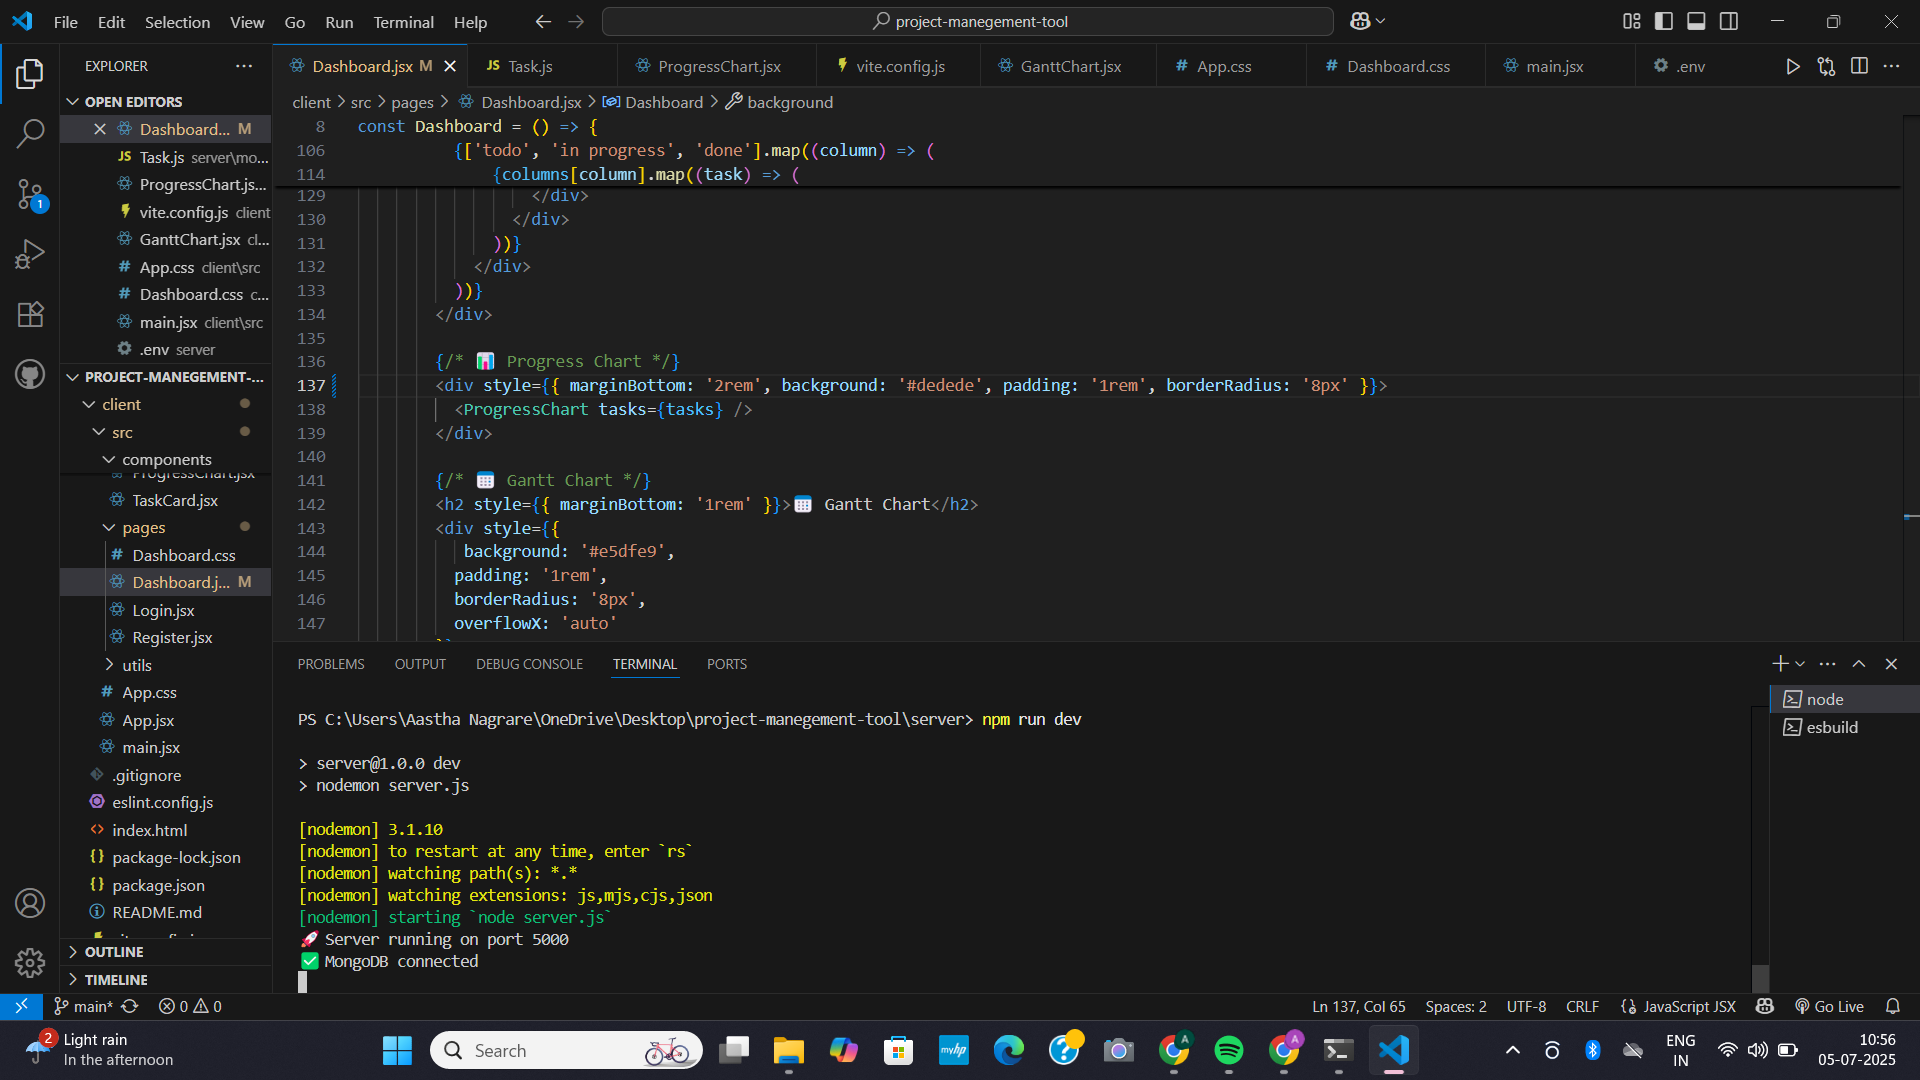 File Edit Selection View Go Run Terminal Help
project-manegement-tool
EXPLORER
OPEN EDITORS
Dashboard... M
Task.js server\mo...
ProgressChart.js...
vite.config.js client
GanttChart.jsx cl...
App.css client\src
Dashboard.css c...
main.jsx client\src
.env server
PROJECT-MANEGEMENT-...
client
src
components
ProgressChart.jsx
TaskCard.jsx
pages
Dashboard.css
Dashboard.j... M
Login.jsx
Register.jsx
utils
App.css
App.jsx
main.jsx
.gitignore
eslint.config.js
index.html
package-lock.json
package.json
README.md
OUTLINE
TIMELINE
Dashboard.jsx M Task.js ProgressChart.jsx vite.config.js GanttChart.jsx App.css Dashboard.css main.jsx .env
client > src > pages > Dashboard.jsx > Dashboard > background
8 const Dashboard = () => {
106 {['todo', 'in progress', 'done'].map((column) => (
114 {columns[column].map((task) => (
129 </div>
130 </div>
131 ))}
132 </div>
133 ))}
134 </div>
135
136 {/* 📊 Progress Chart */}
137 <div style={{ marginBottom: '2rem', background: '#dedede', padding: '1rem', borderRadius: '8px' }}>
138 <ProgressChart tasks={tasks} />
139 </div>
140
141 {/* 🗓️ Gantt Chart */}
142 <h2 style={{ marginBottom: '1rem' }}>🗓️ Gantt Chart</h2>
143 <div style={{
144 background: '#e5dfe9',
145 padding: '1rem',
146 borderRadius: '8px',
147 overflowX: 'auto'
PROBLEMS OUTPUT DEBUG CONSOLE TERMINAL PORTS
PS C:\Users\Aastha Nagrare\OneDrive\Desktop\project-manegement-tool\server> npm run dev
> server@1.0.0 dev
> nodemon server.js
[nodemon] 3.1.10
[nodemon] to restart at any time, enter `rs`
[nodemon] watching path(s): *.*
[nodemon] watching extensions: js,mjs,cjs,json
[nodemon] starting `node server.js`
🚀 Server running on port 5000
✅ MongoDB connected
node
esbuild
1
main* 0 0
Ln 137, Col 65 Spaces: 2 UTF-8 CRLF JavaScript JSX Go Live
2
Light rain
In the afternoon
Search
myhp
A
A
ENG
IN
10:56
05-07-2025